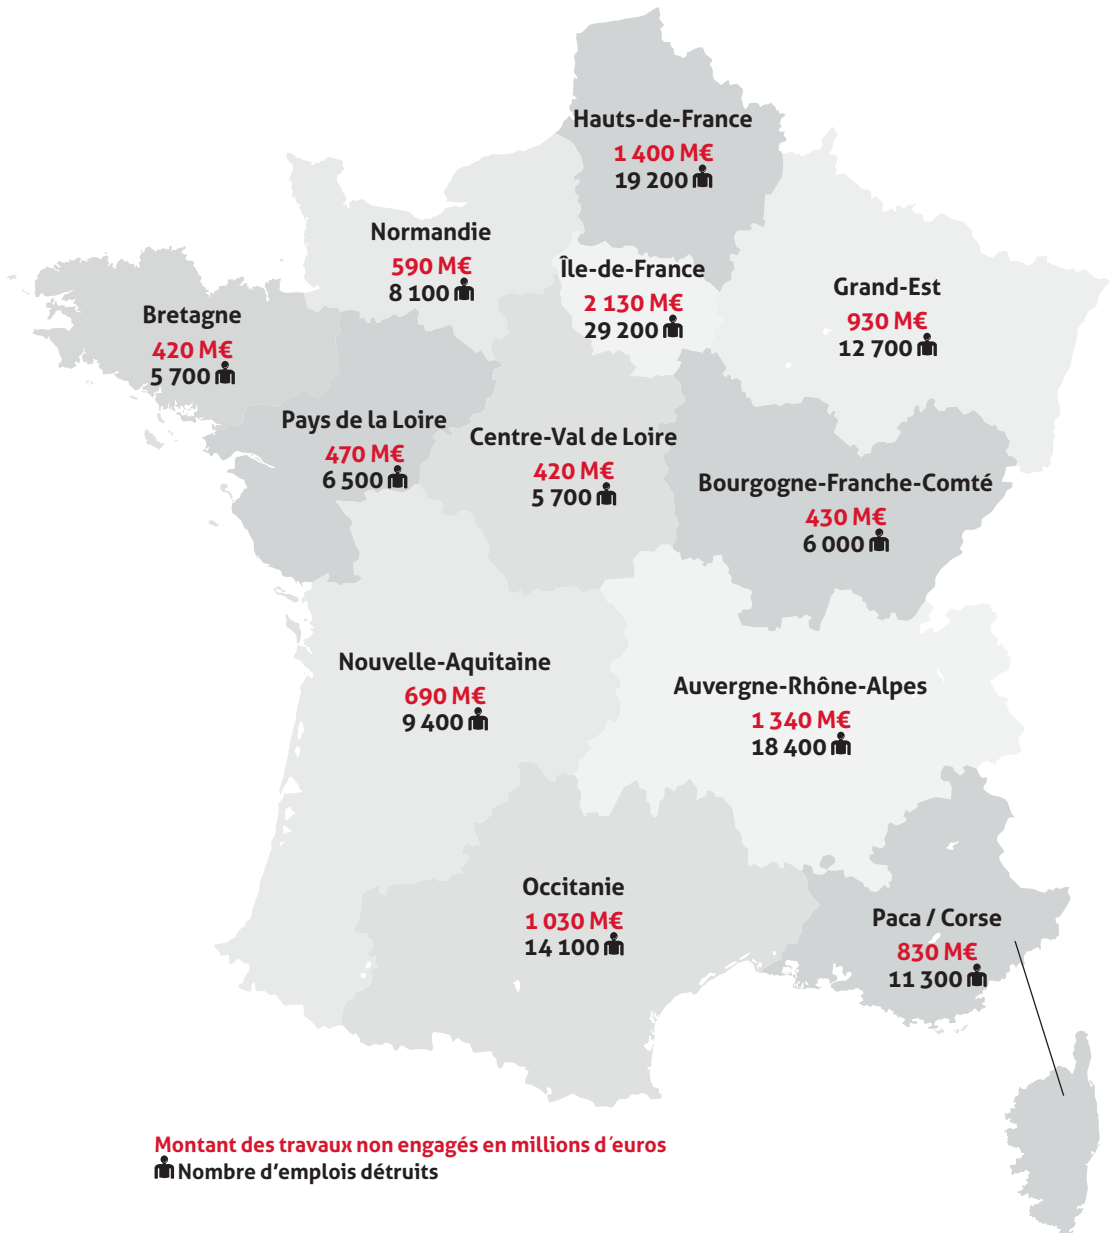 Hauts-de-France
1 400 M€
19 200
Normandie
590 M€
8 100
Île-de-France
2 130 M€
29 200
Grand-Est
930 M€
12 700
Bretagne
420 M€
5 700
Pays de la Loire
470 M€
6 500
Centre-Val de Loire
420 M€
5 700
Bourgogne-Franche-Comté
430 M€
6 000
Nouvelle-Aquitaine
690 M€
9 400
Auvergne-Rhône-Alpes
1 340 M€
18 400
Occitanie
1 030 M€
14 100
Paca / Corse
830 M€
11 300
Montant des travaux non engagés en millions d´euros
Nombre d’emplois détruits